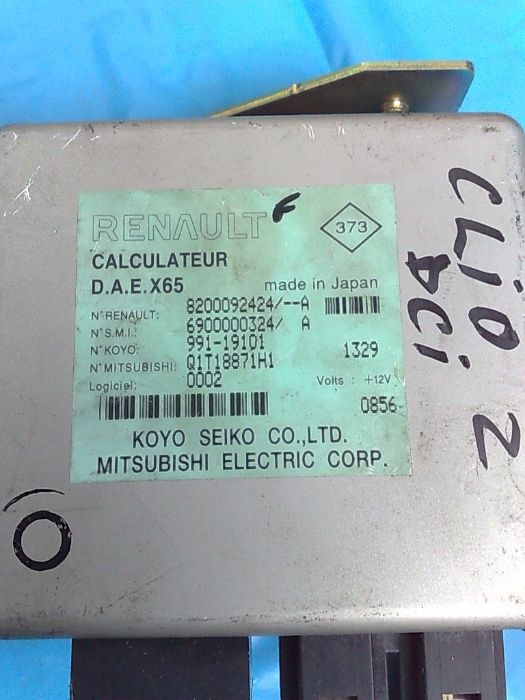 RENAULT F
373
CALCULATEUR
D.A.E.X65 made in Japan
N°RENAULT: 8200092424/--A
N°S.M.I.: 6900000324/ A
N°KOYO: 991-19101 1329
N°MITSUBISHI: Q1T18871H1
Logiciel: 0002 Volts : +12V
0856
KOYO SEIKO CO.,LTD.
MITSUBISHI ELECTRIC CORP.
CLiO 2
DCi
O